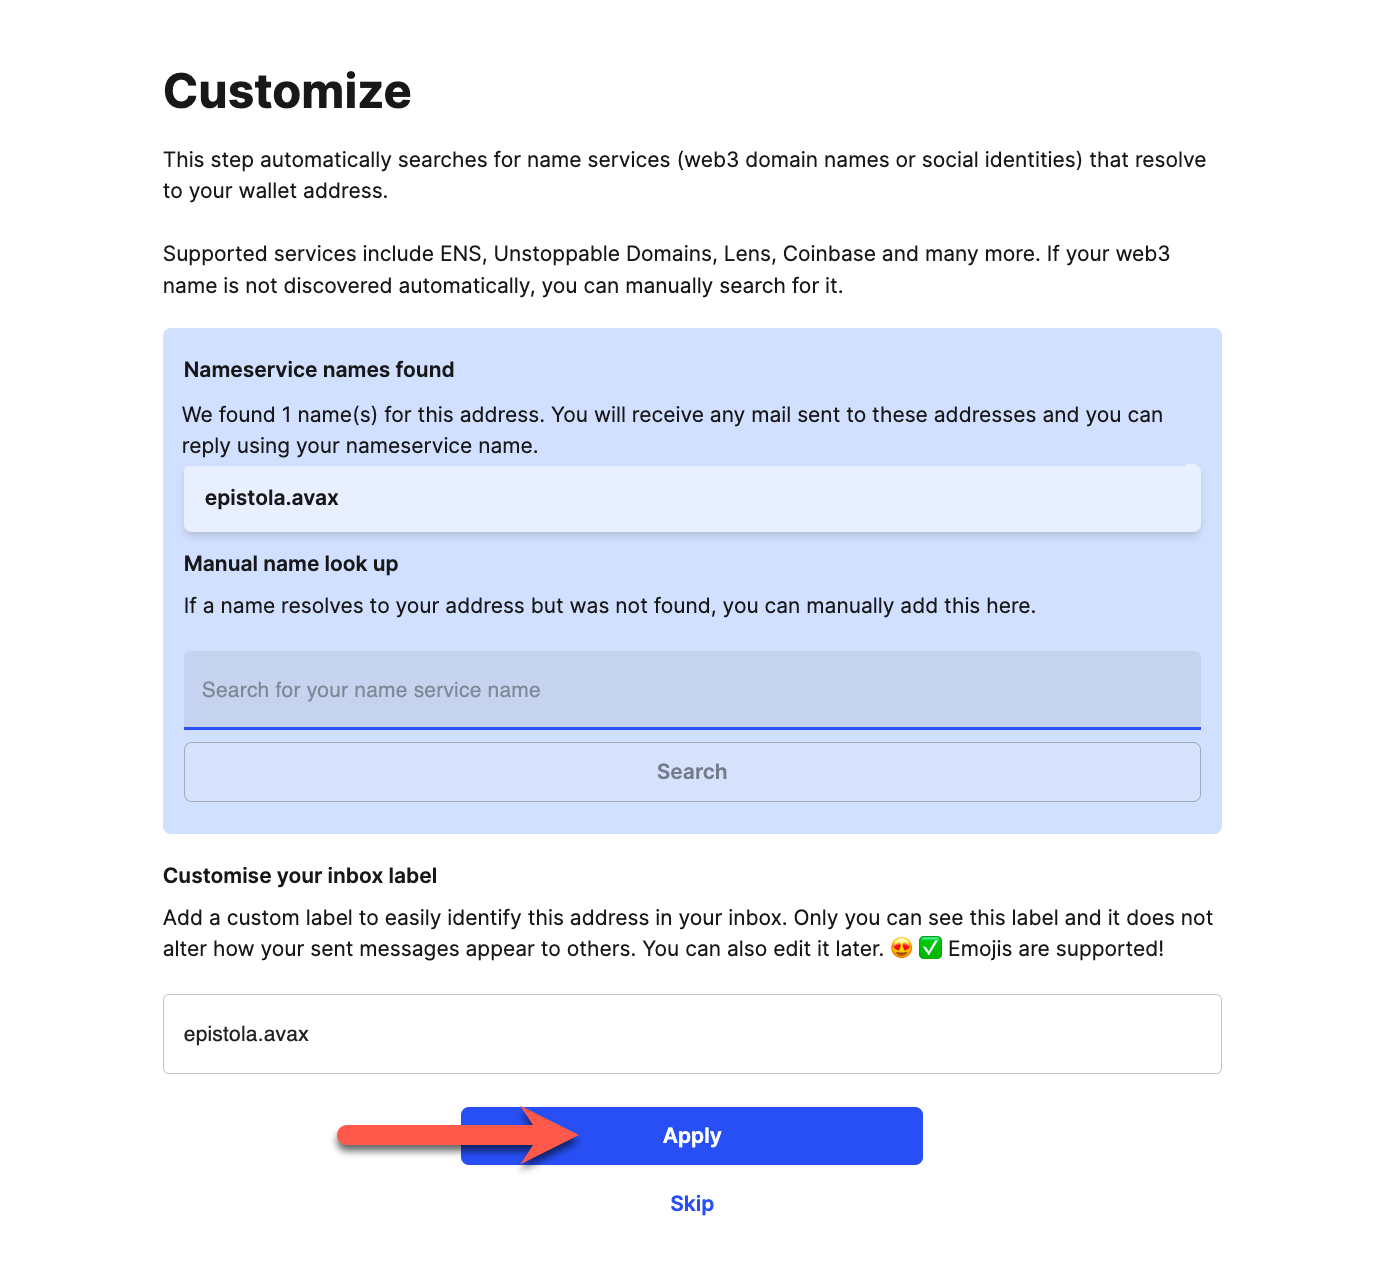 Customize
This step automatically searches for name services (web3 domain names or social identities) that resolve
to your wallet address.
Supported services include ENS, Unstoppable Domains, Lens, Coinbase and many more. If your web3
name is not discovered automatically, you can manually search for it.
Nameservice names found
We found 1 name(s) for this address. You will receive any mail sent to these addresses and you can
reply using your nameservice name.
epistola.avax
Manual name look up
If a name resolves to your address but was not found, you can manually add this here.
Search for your name service name
Search
Customise your inbox label
Add a custom label to easily identify this address in your inbox. Only you can see this label and it does not
alter how your sent messages appear to others. You can also edit it later. 😍 ✅ Emojis are supported!
epistola.avax
Apply
Skip